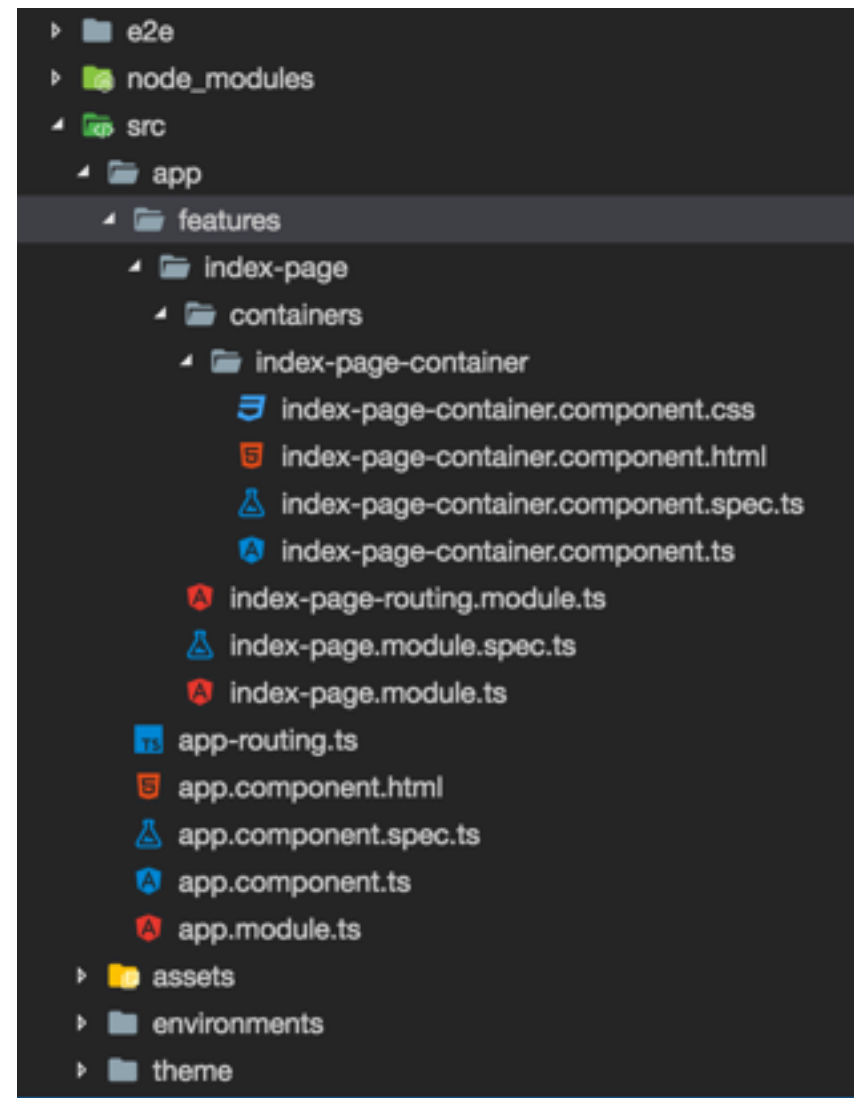 e2e
node_modules
src
app
features
index-page
containers
index-page-container
index-page-container.component.css
index-page-container.component.html
index-page-container.component.spec.ts
index-page-container.component.ts
index-page-routing.module.ts
index-page.module.spec.ts
index-page.module.ts
app-routing.ts
app.component.html
app.component.spec.ts
app.component.ts
app.module.ts
assets
environments
theme